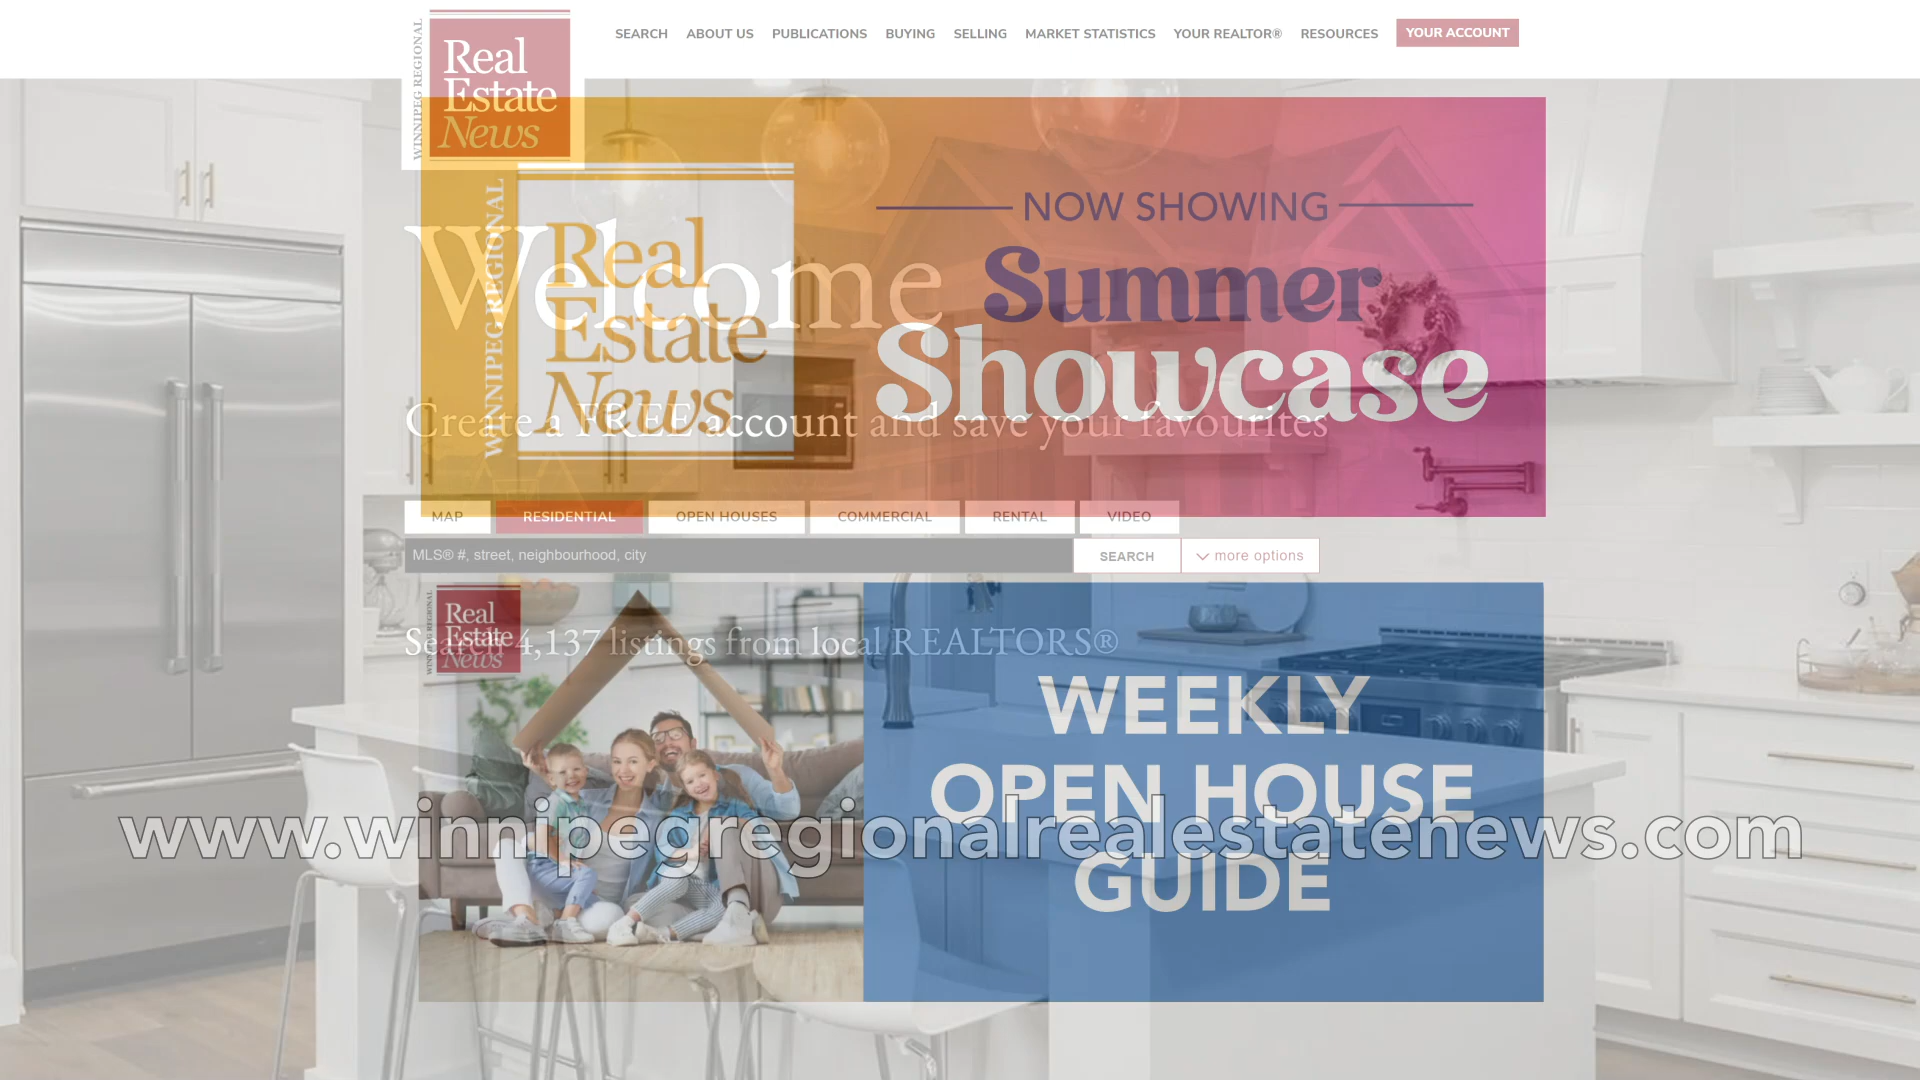 WINNIPEG REGIONAL
Real
Estate
News
SEARCH ABOUT US PUBLICATIONS BUYING SELLING MARKET STATISTICS YOUR REALTOR® RESOURCES YOUR ACCOUNT
WINNIPEG REGIONAL
Real
Estate
News
NOW SHOWING
Summer
Showcase
Welcome
Create a FREE account and save your favourites
MAP RESIDENTIAL OPEN HOUSES COMMERCIAL RENTAL VIDEO
MLS® #, street, neighbourhood, city SEARCH more options
WINNIPEG REGIONAL
Real
Estate
News
Search 4,137 listings from local REALTORS®
WEEKLY
OPEN HOUSE
GUIDE
www.winnipegregionalrealestatenews.com